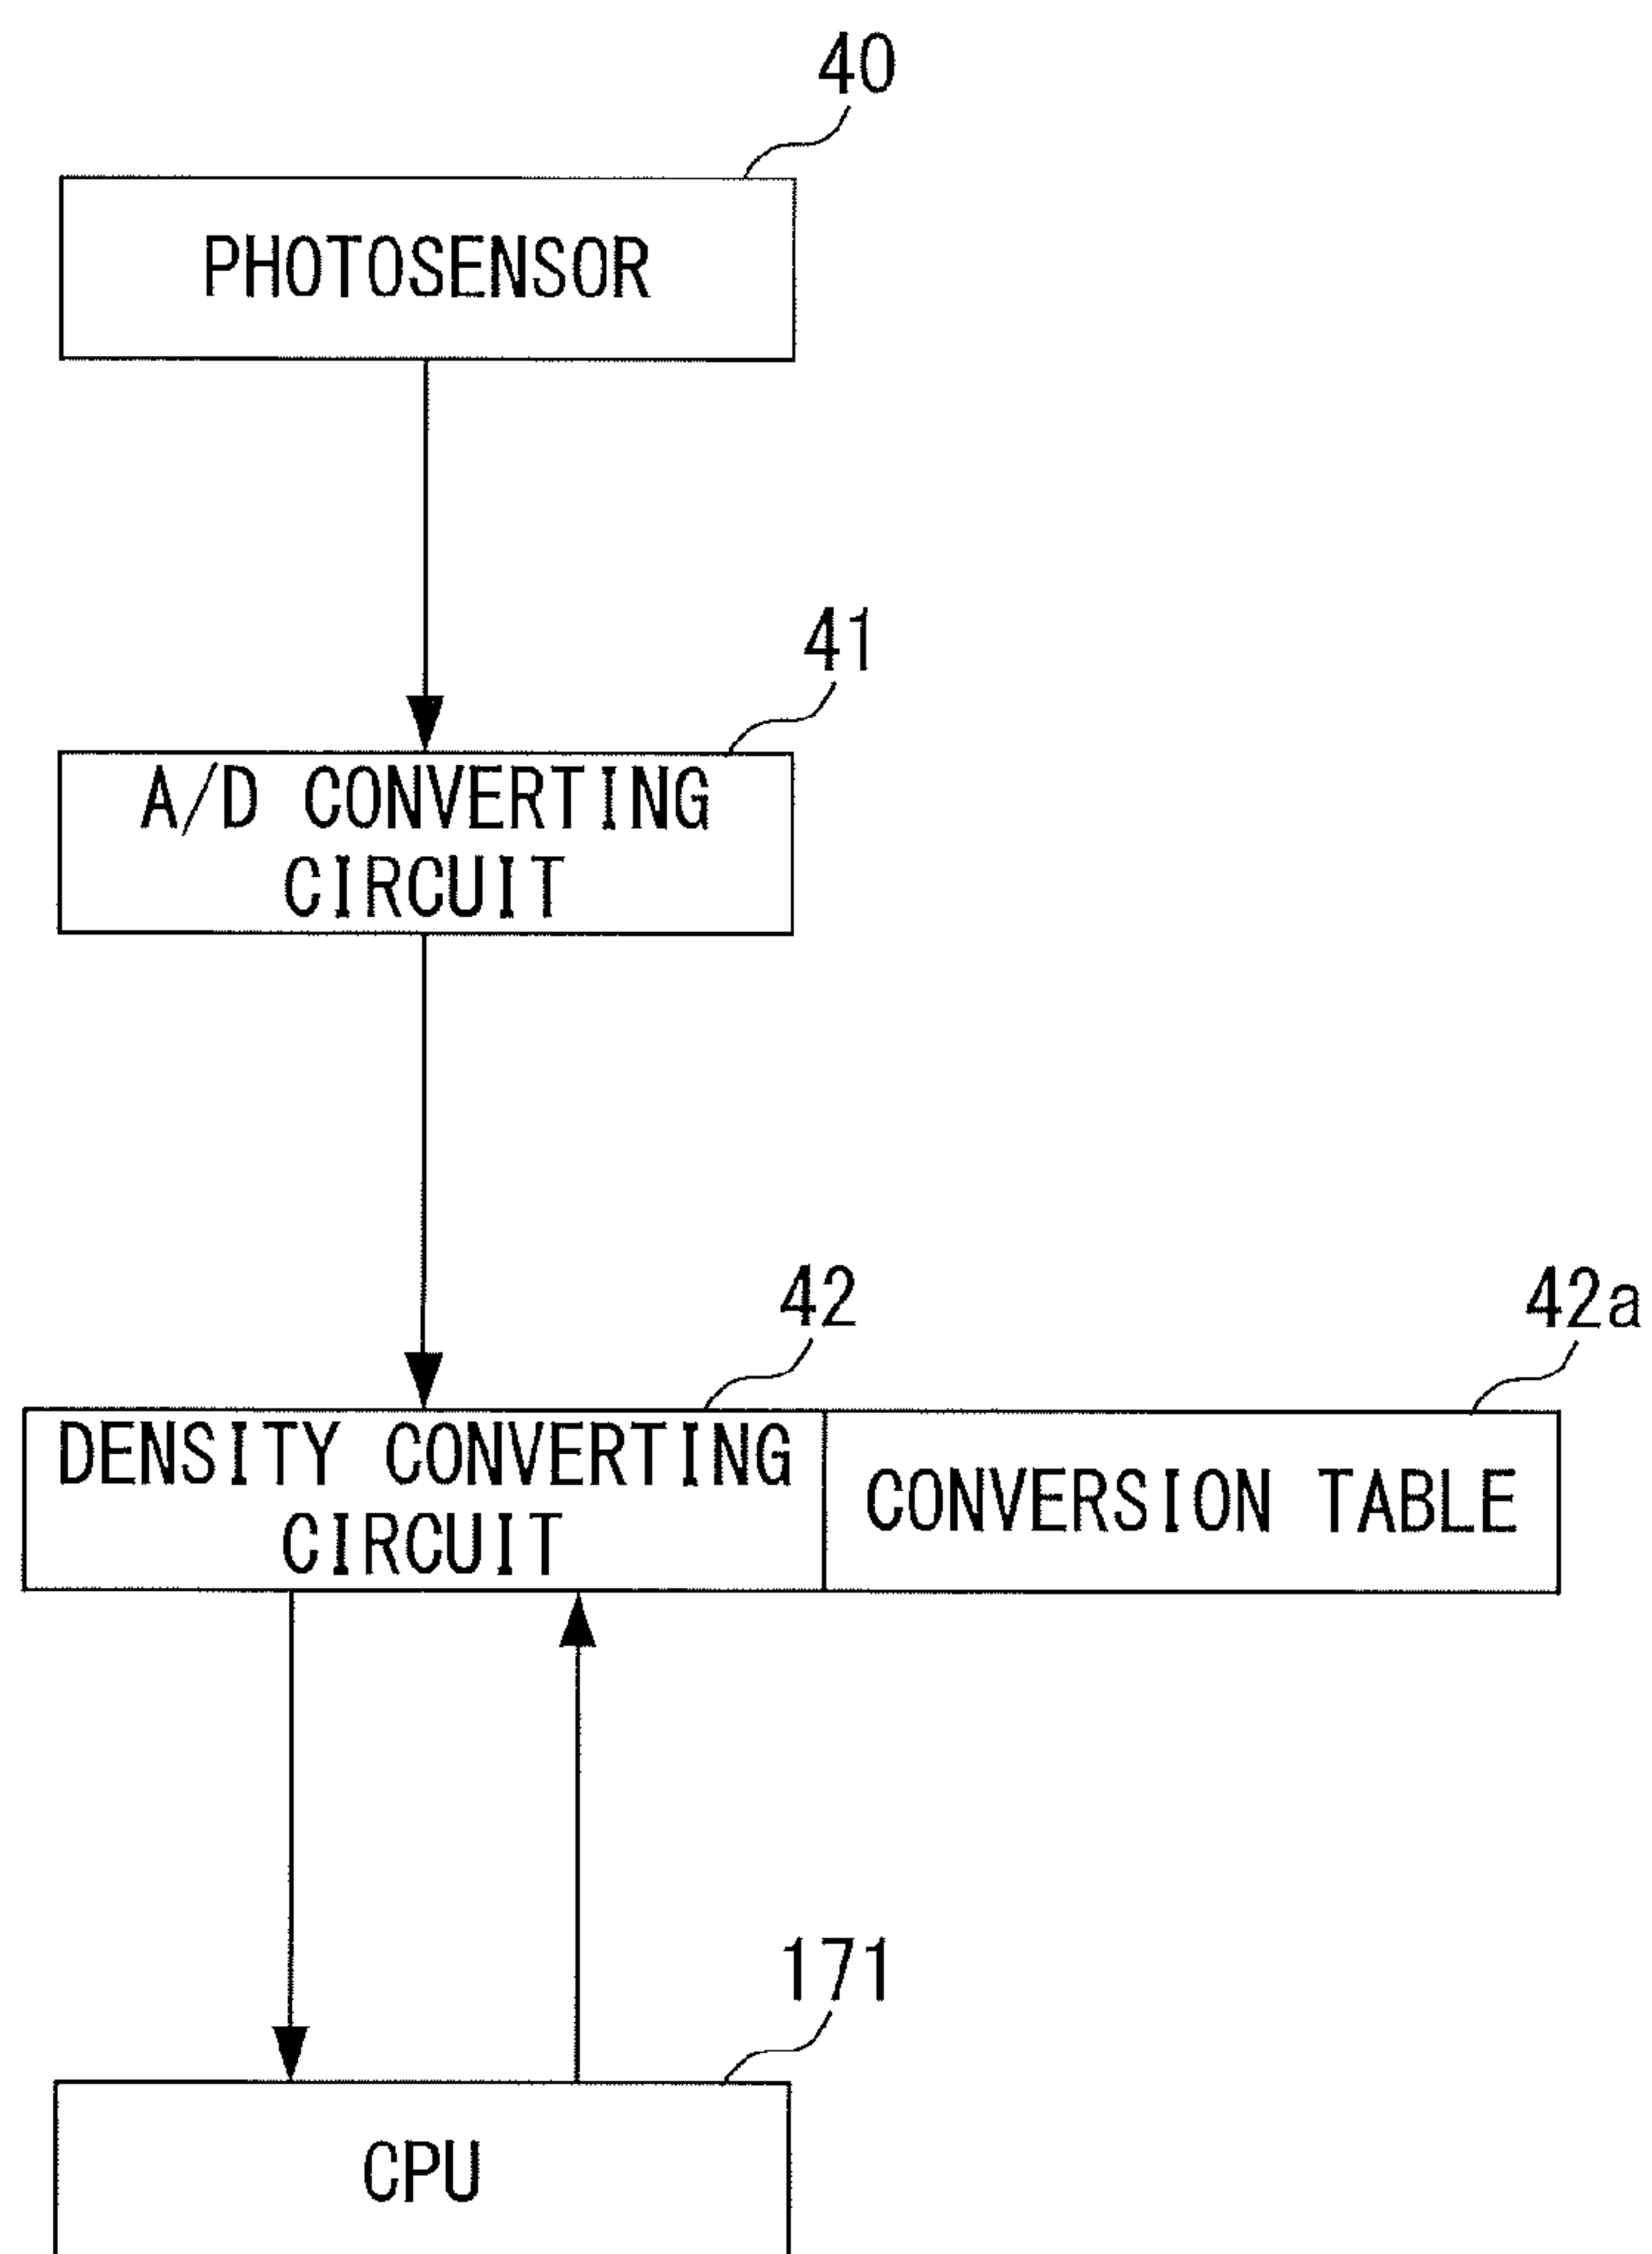 40
PHOTOSENSOR
41
A/D CONVERTING
CIRCUIT
42
42a
DENSITY CONVERTING
CIRCUIT
CONVERSION TABLE
171
CPU